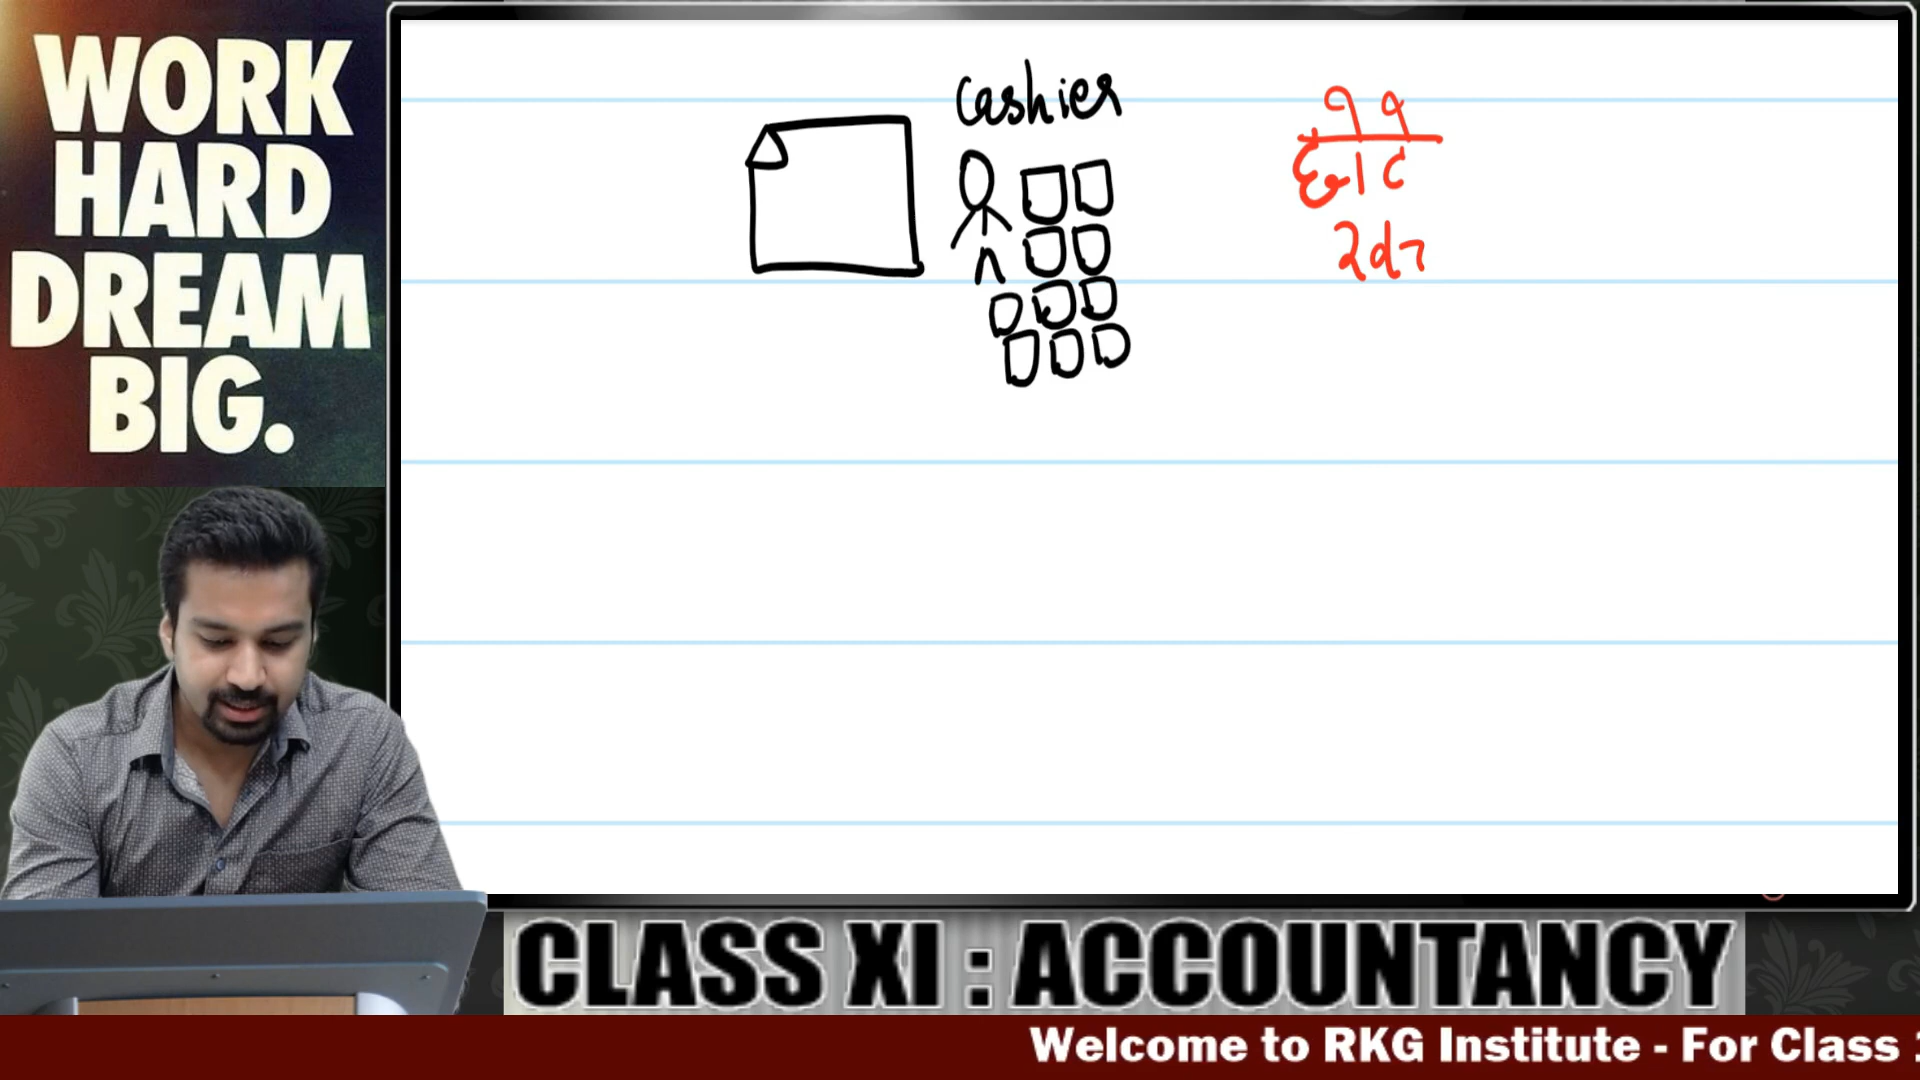 WORK
HARD
DREAM
BIG.
Cashier
CLASS XI : ACCOUNTANCY
Welcome to RKG Institute - For Class